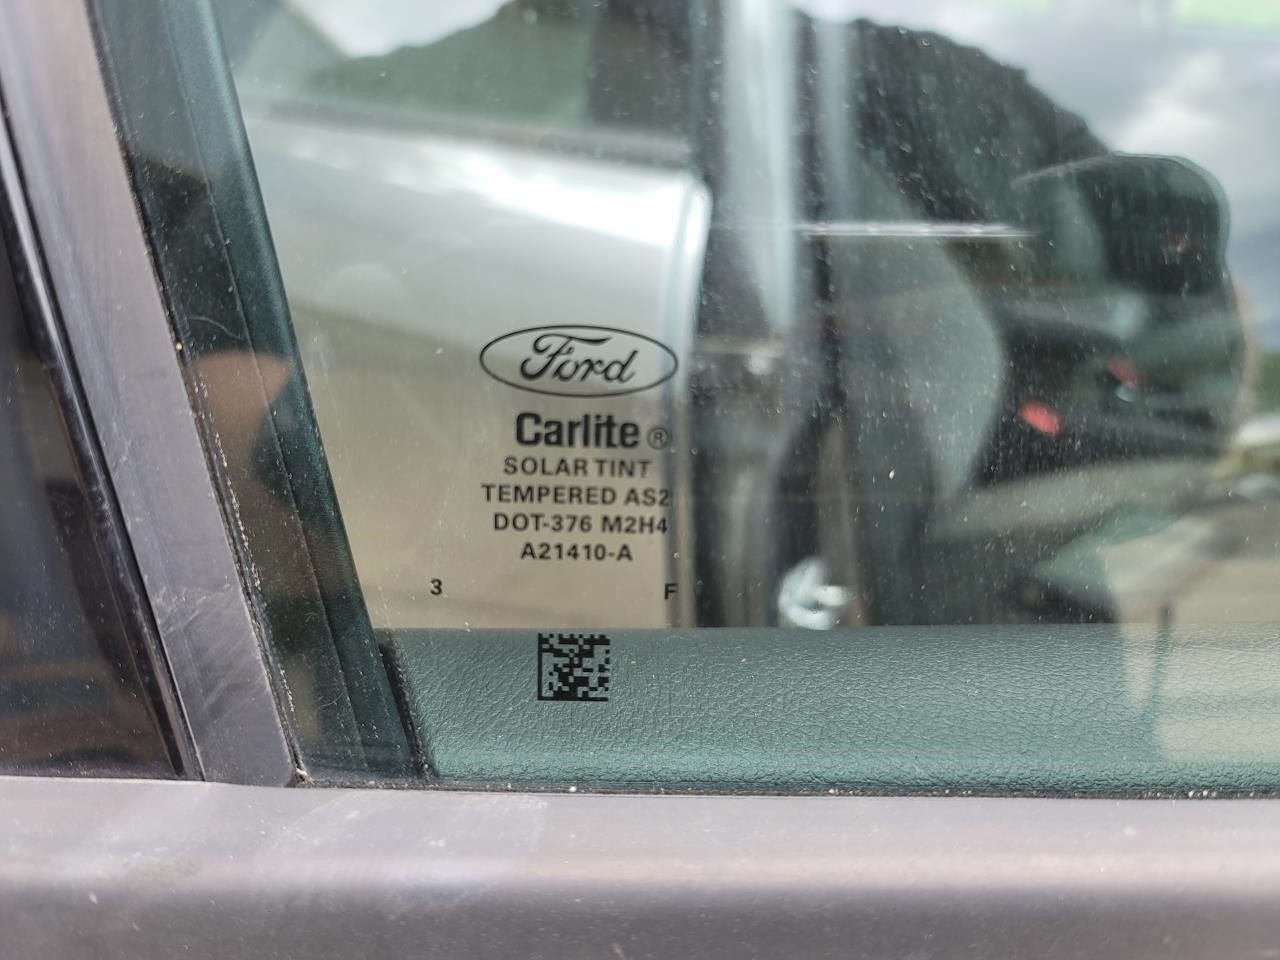 Ford
Carlite ®
SOLAR TINT
TEMPERED AS2
DOT-376 M2H4
A21410-A
3 F